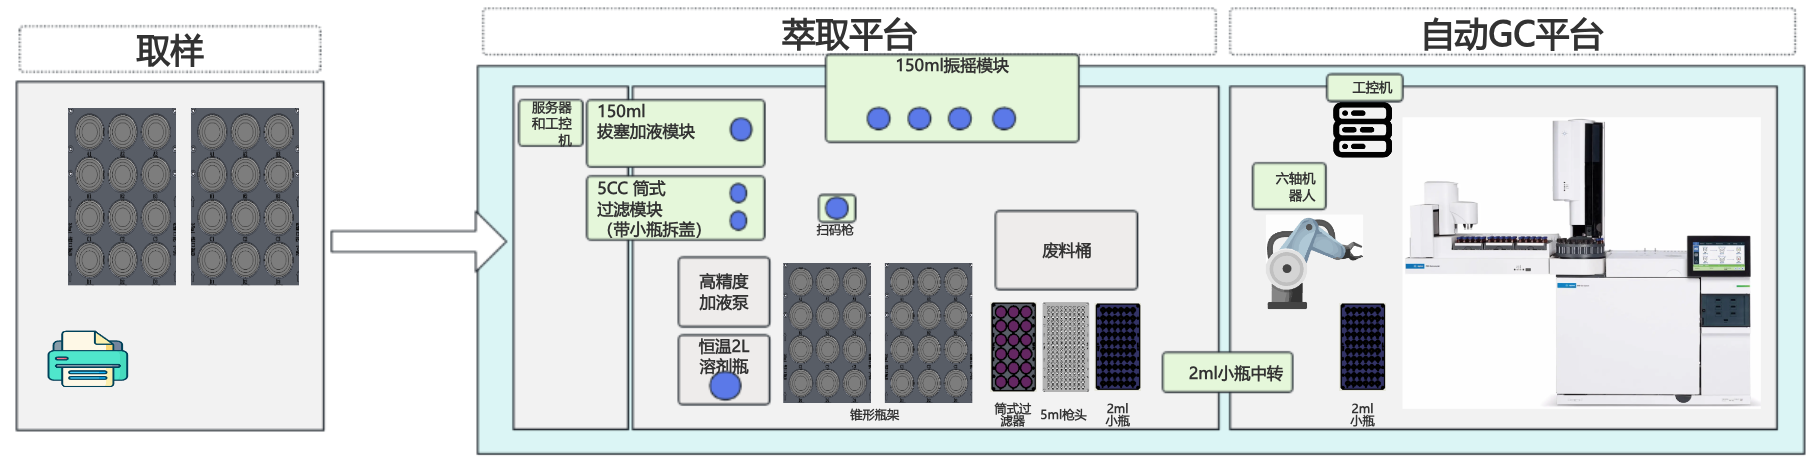 取样
萃取平台
自动GC平台
服务器
和工控
机
150ml
拔塞加液模块
150ml振摇模块
5CC 筒式
过滤模块
（带小瓶拆盖）
扫码枪
高精度
加液泵
恒温2L
溶剂瓶
锥形瓶架
废料桶
筒式过
滤器
5ml枪头
2ml
小瓶
2ml小瓶中转
工控机
六轴机
器人
2ml
小瓶